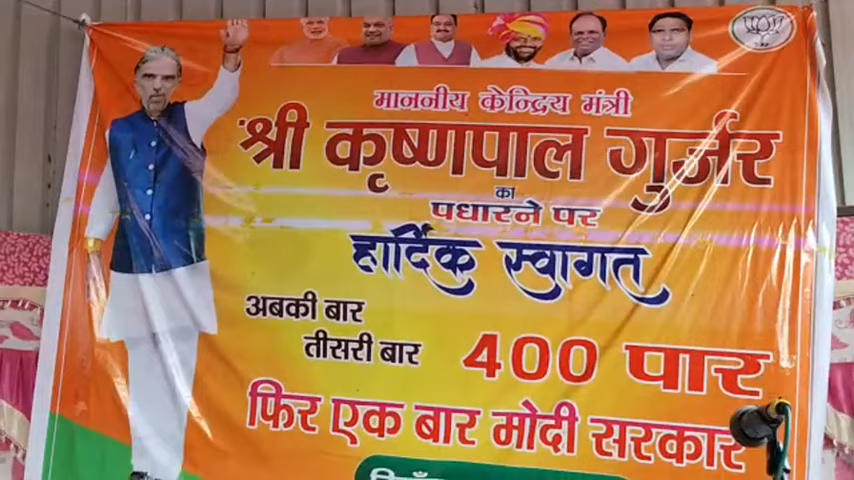 माननीय केन्द्रिय मंत्री
श्री कृष्णपाल गुर्जर
का
पधारने पर
हार्दिक स्वागत
अबकी बार
तीसरी बार 400 पार
फिर एक बार मोदी सरकार